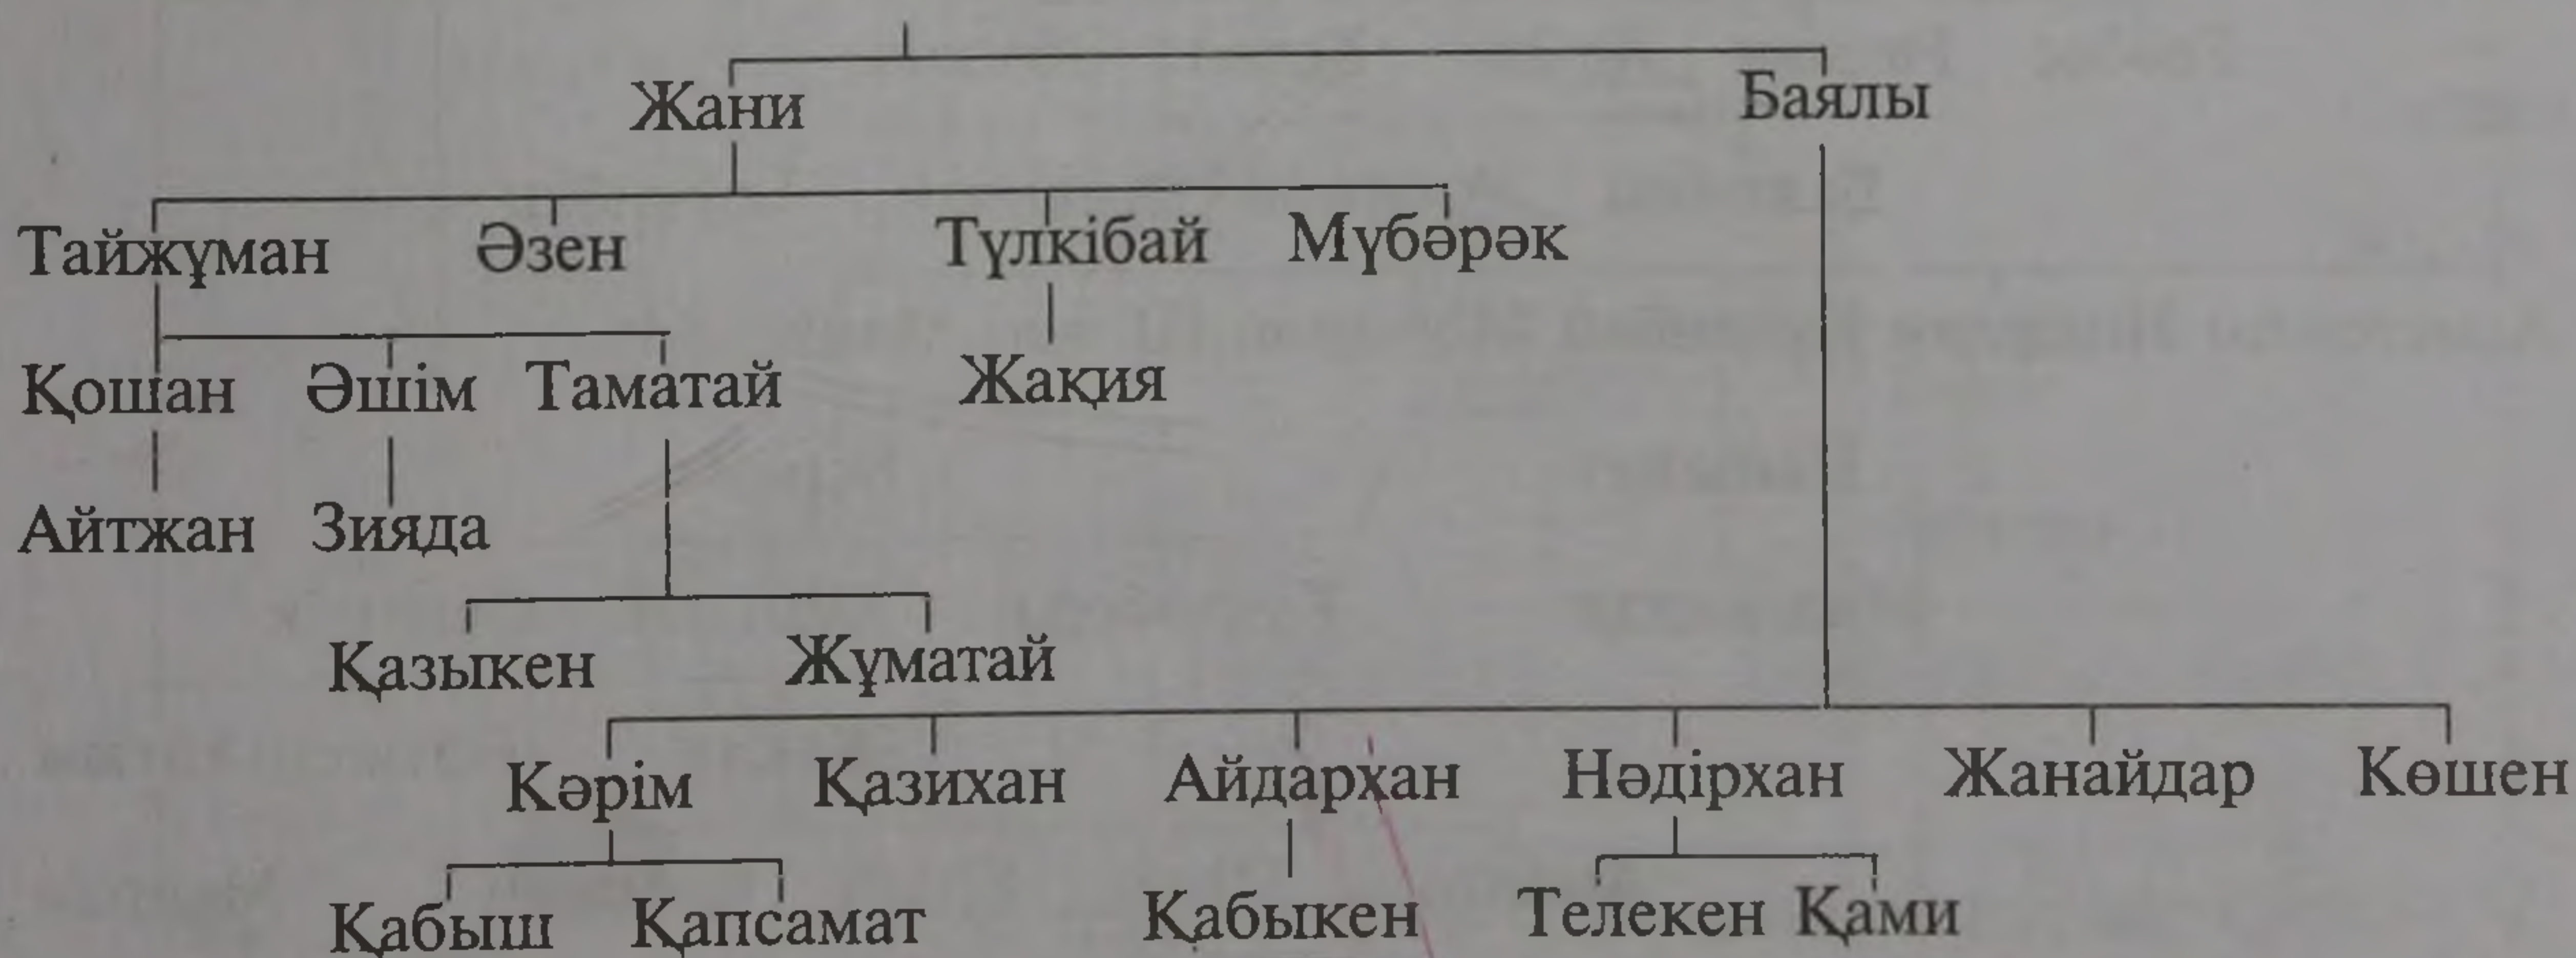 Жани Баялы
Тайжұман Әзен Түлкібай Мүбәрәк
Қошан Әшім Таматай Жақия
Айтжан Зияда
Қазыкен Жұматай
Кәрім Қазихан Айдархан Нәдірхан Жанайдар Көшен
Қабыш Қапсамат Қабыкен Телекен Қами